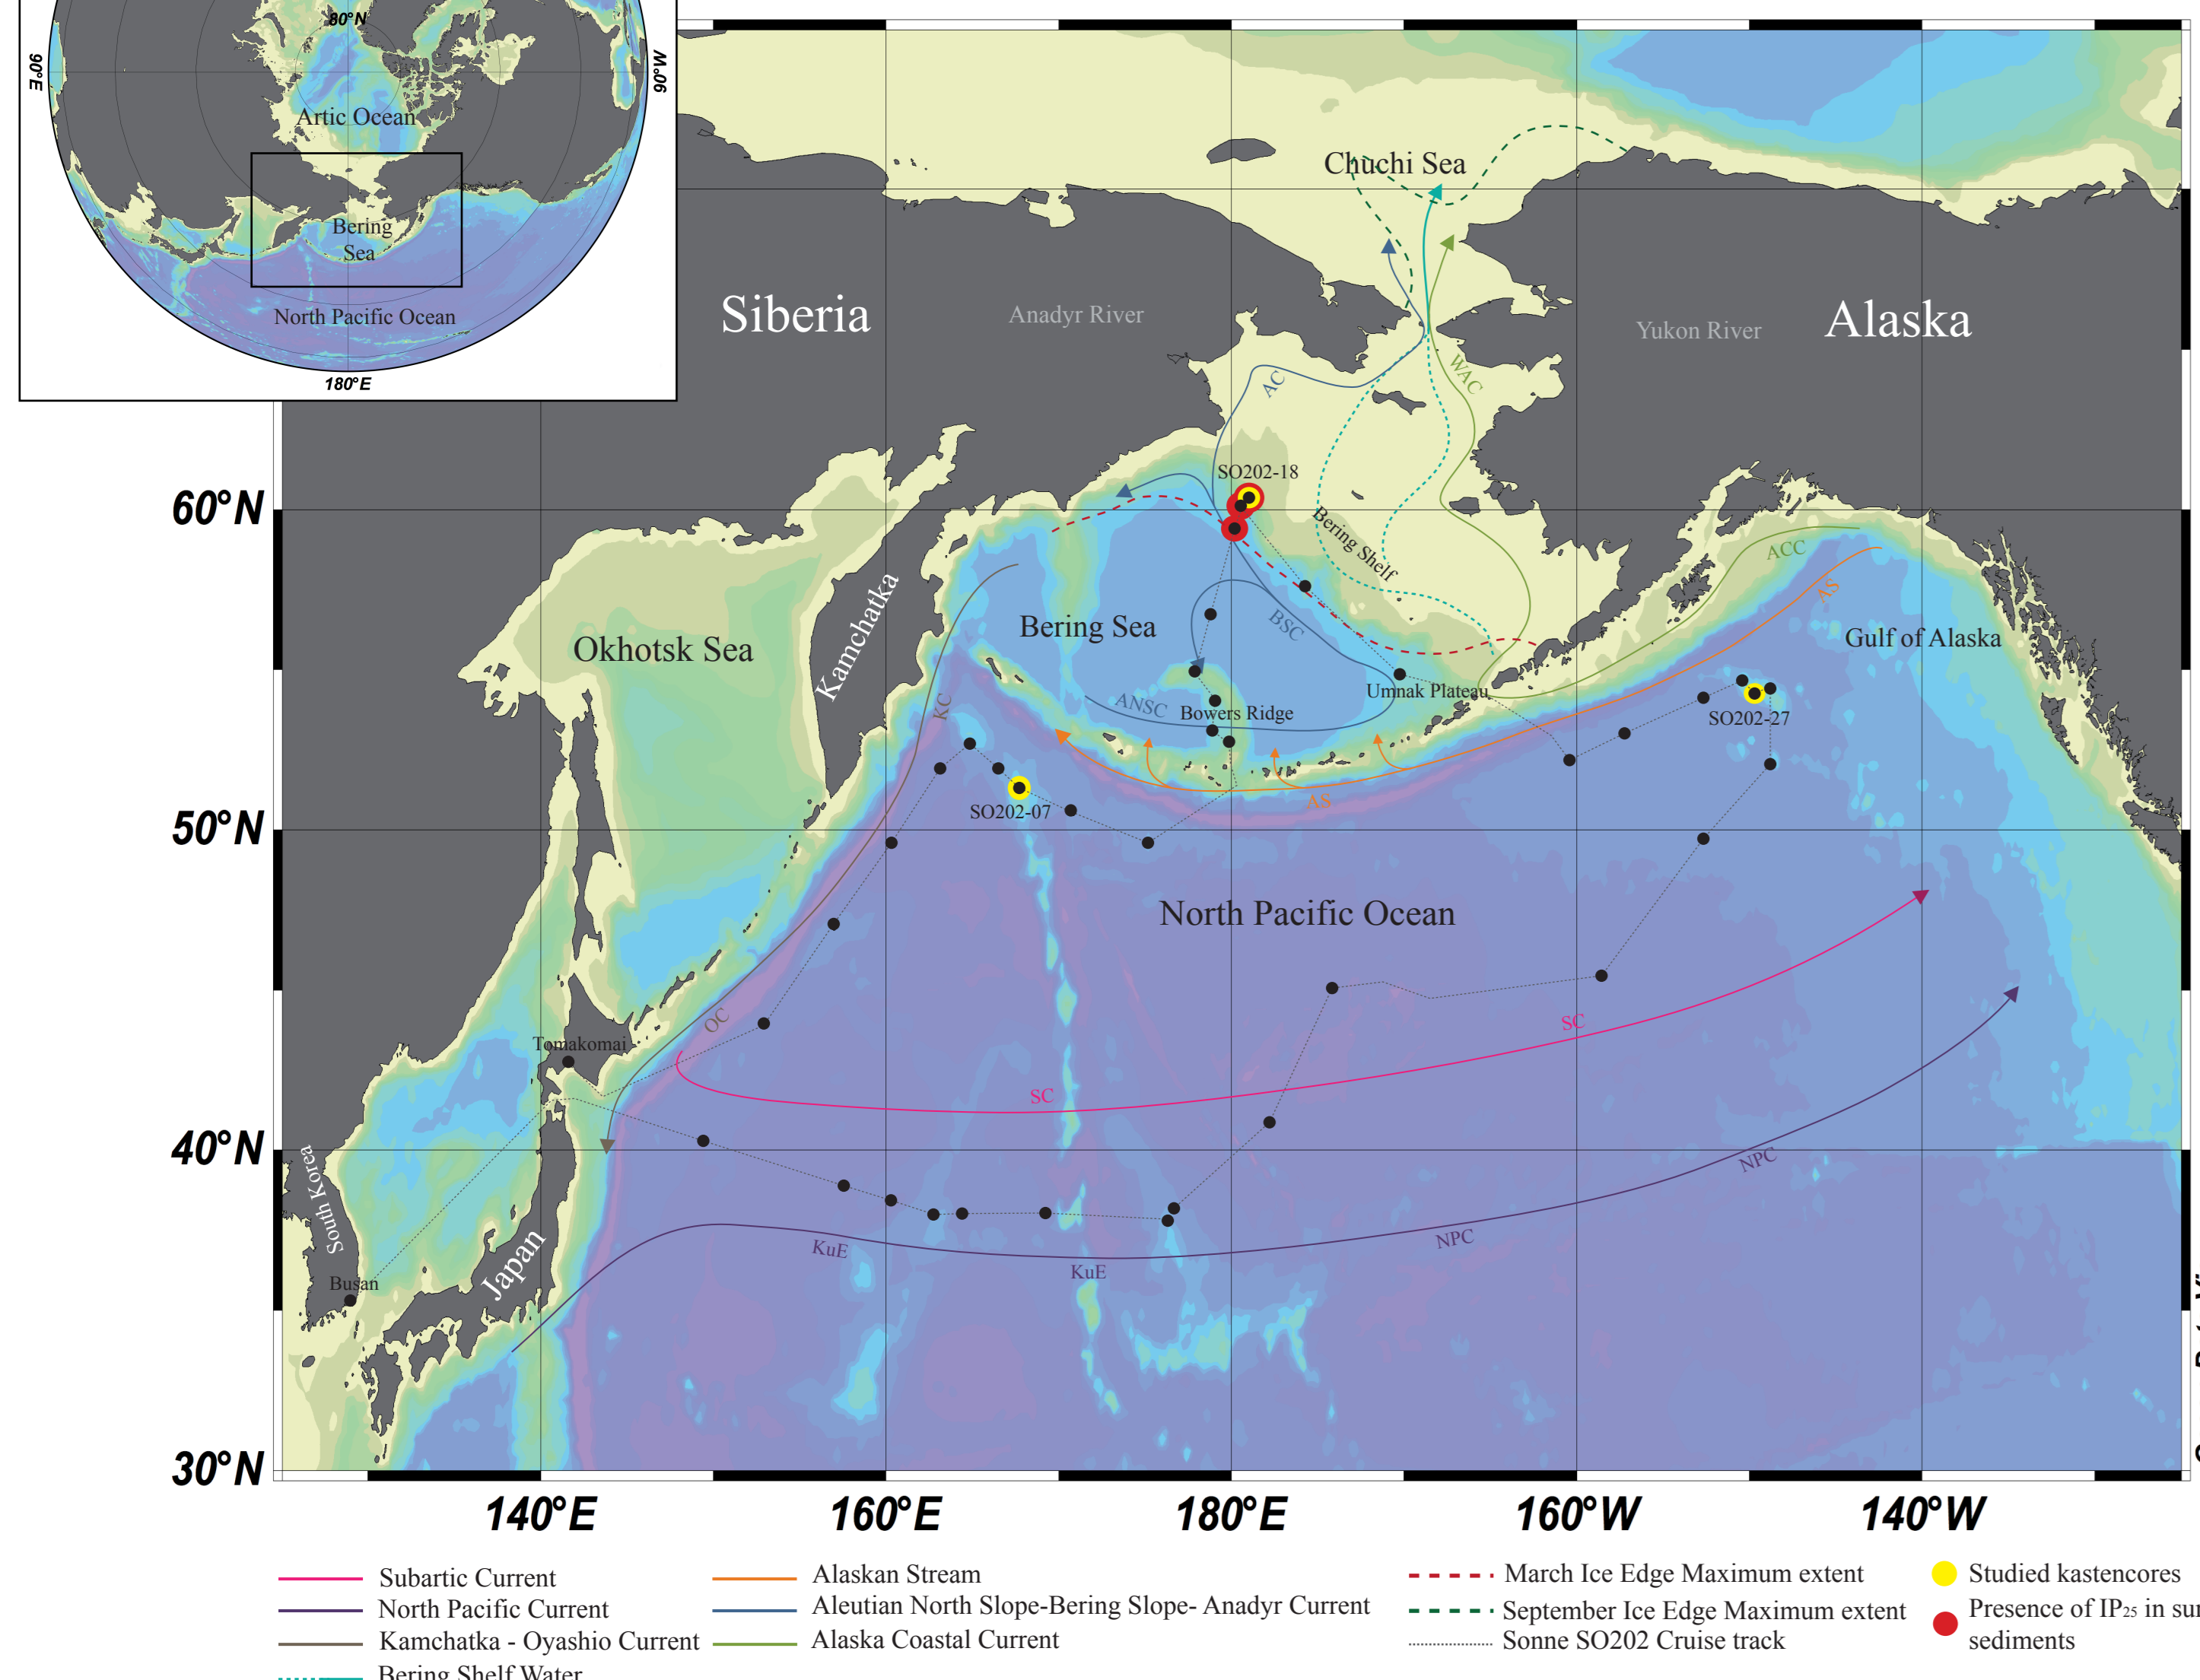 80°N
90°E
90°W
Artic Ocean
Bering
Sea
North Pacific Ocean
180°E
Chuchi Sea
Siberia
Anadyr River
Yukon River
Alaska
AC
WAC
SO202-18
60°N
Bering Shelf
ACC
AS
Kamchatka
Okhotsk Sea
Bering Sea
BSC
Gulf of Alaska
KC
ANSC
Umnak Plateau
Bowers Ridge
SO202-27
AS
SO202-07
50°N
North Pacific Ocean
OC
SC
Tomakomai
SC
40°N
NPC
South Korea
Japan
KuE
NPC
KuE
Busan
30°N
140°E 160°E 180°E 160°W 140°W
Subartic Current
North Pacific Current
Kamchatka - Oyashio Current
Bering Shelf Water
Alaskan Stream
Aleutian North Slope-Bering Slope- Anadyr Current
Alaska Coastal Current
March Ice Edge Maximum extent
September Ice Edge Maximum extent
Sonne SO202 Cruise track
Studied kastencores
Presence of IP₂₅ in
sediments